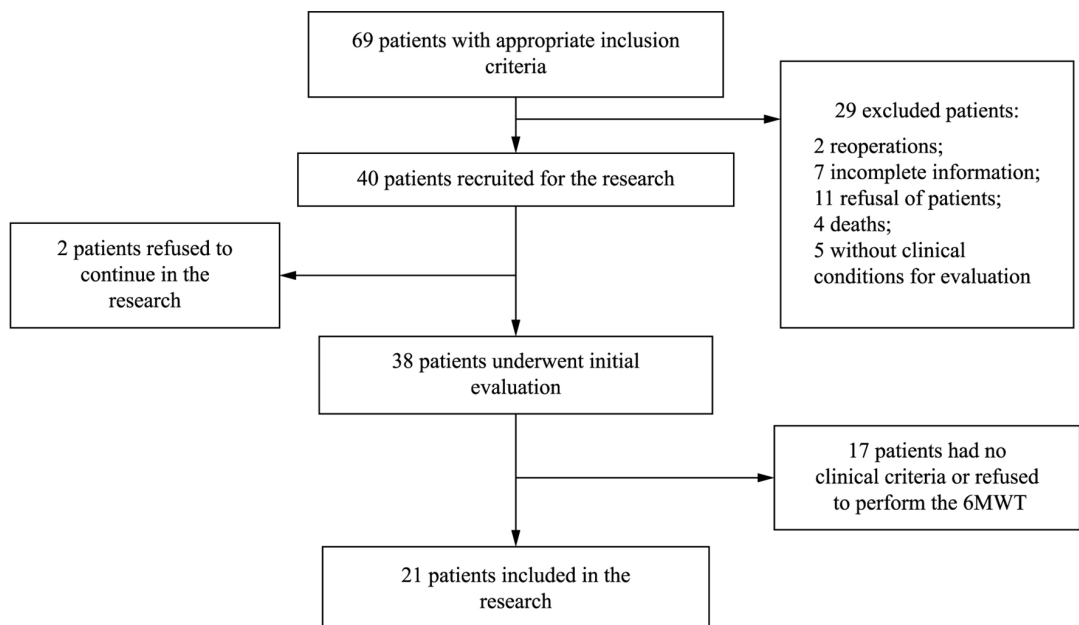 69 patients with appropriate inclusion
criteria
29 excluded patients:
2 reoperations;
7 incomplete information;
11 refusal of patients;
4 deaths;
5 without clinical
conditions for evaluation
40 patients recruited for the research
2 patients refused to
continue in the
research
38 patients underwent initial
evaluation
17 patients had no
clinical criteria or refused
to perform the 6MWT
21 patients included in the
research